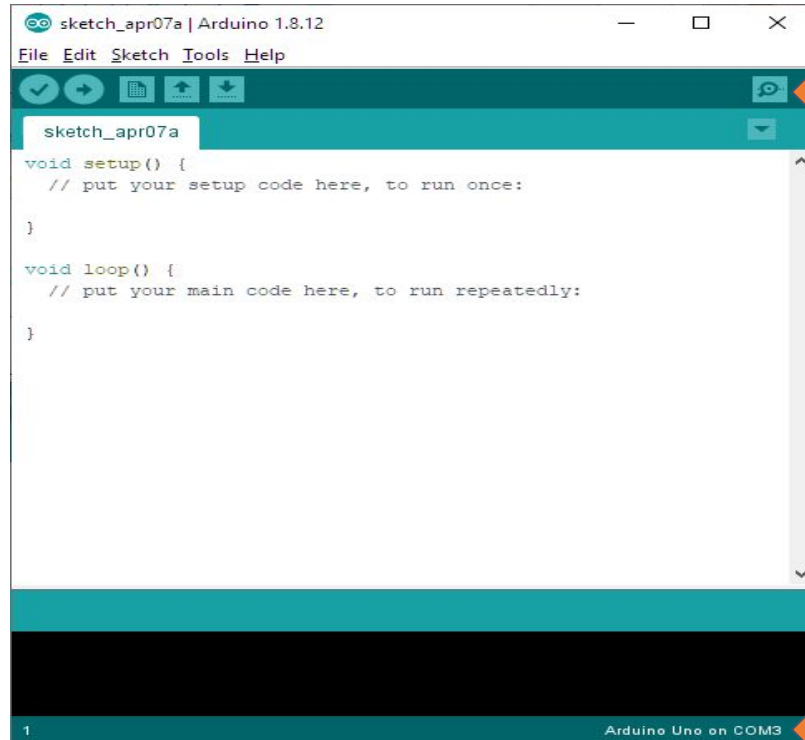 sketch_apr07a | Arduino 1.8.12
File Edit Sketch Tools Help
sketch_apr07a
void setup() {
  // put your setup code here, to run once:
}
void loop() {
  // put your main code here, to run repeatedly:
}
1 Arduino Uno on COM3